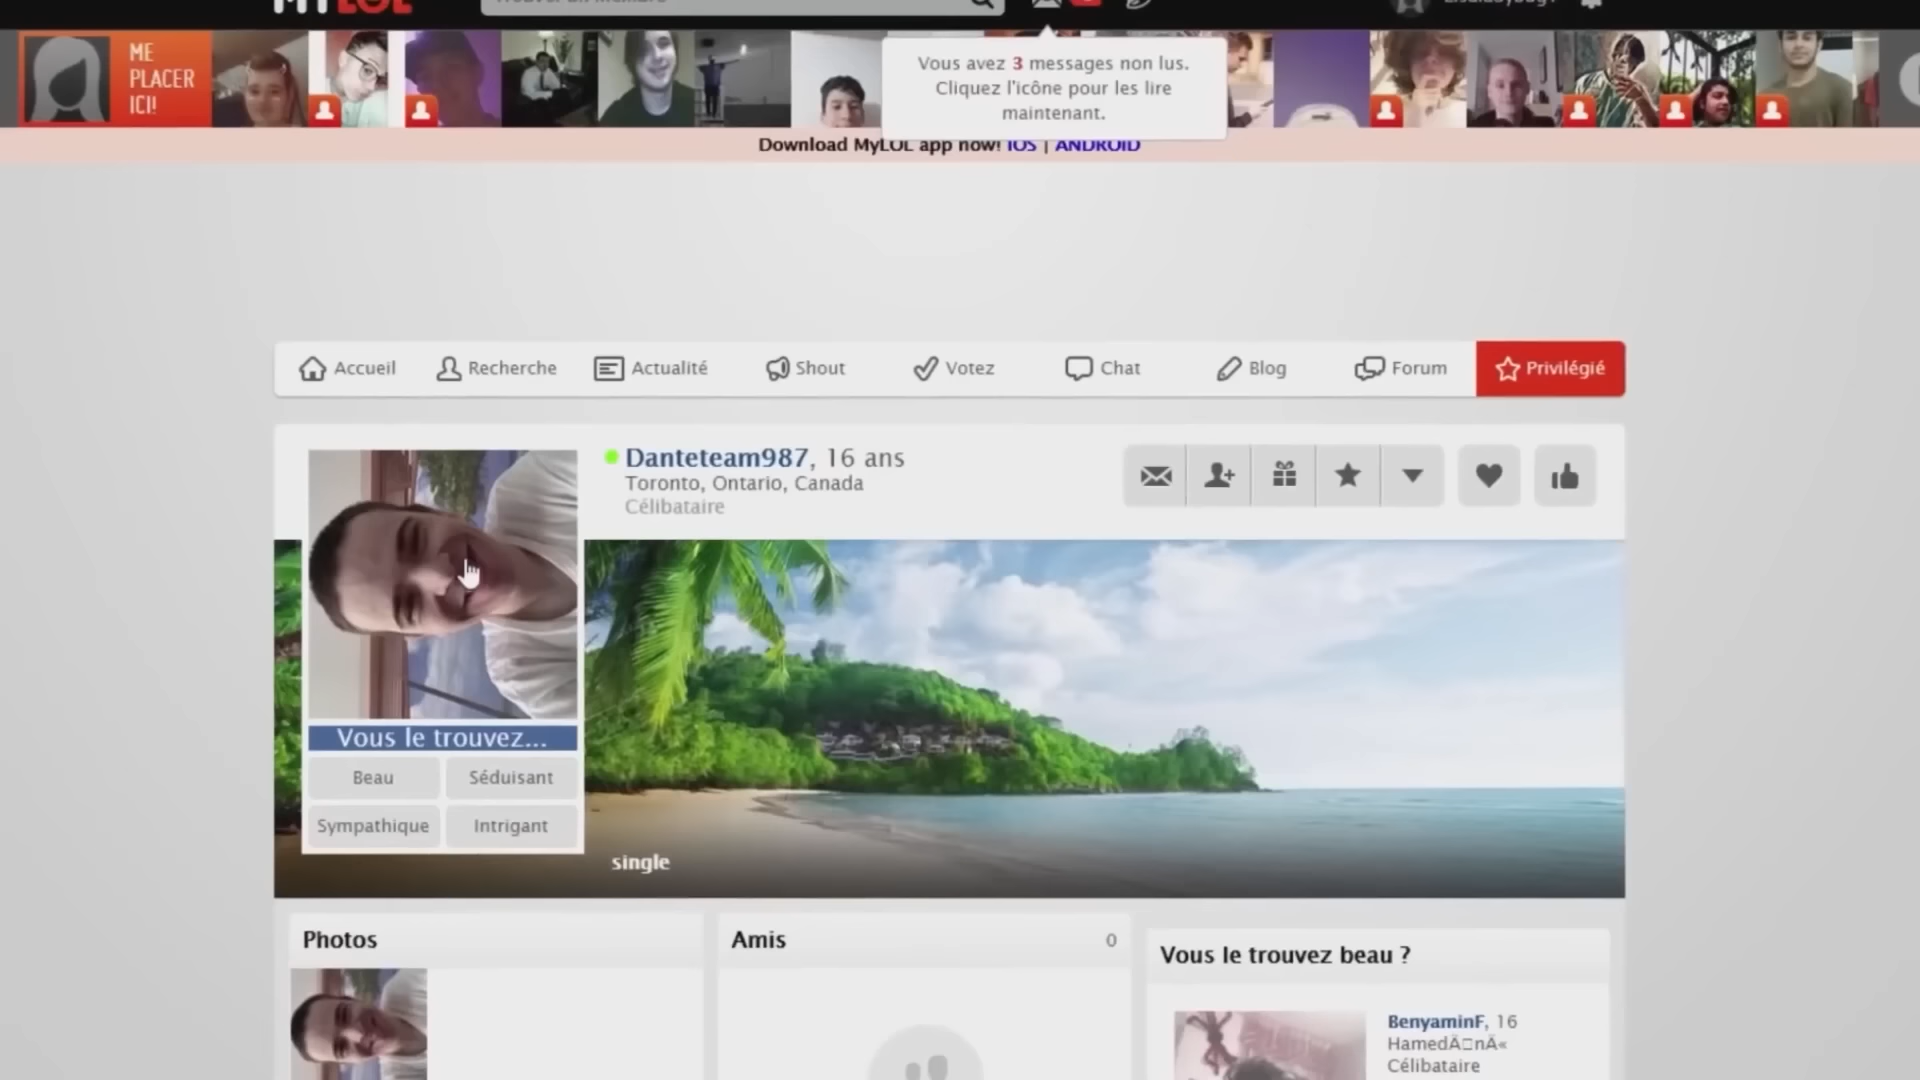 MYLOL
ME
PLACER
ICI!
Vous avez 3 messages non lus.
Cliquez l'icône pour les lire
maintenant.
Download MyLOL app now! IOS | ANDROID
Accueil
Recherche
Actualité
Shout
Votez
Chat
Blog
Forum
Privilégié
Danteteam987, 16 ans
Toronto, Ontario, Canada
Célibataire
Vous le trouvez...
Beau
Séduisant
Sympathique
Intrigant
single
Photos
Amis
0
Vous le trouvez beau ?
BenyaminF, 16
Célibataire